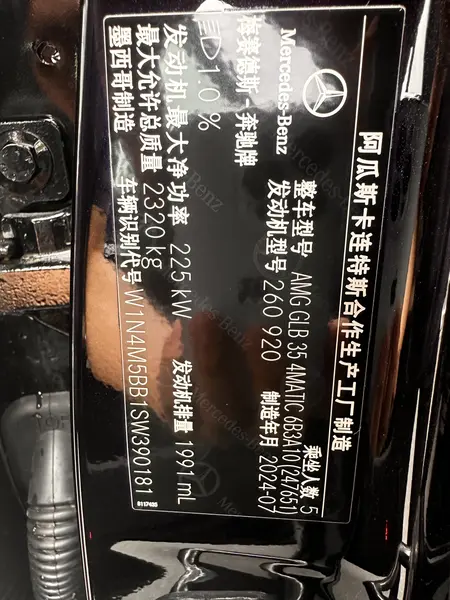 阿瓜斯卡连特斯合作生产工厂制造
Mercedes-Benz
梅赛德斯-奔驰牌
整车型号 AMG GLB 35 4MATIC 6B3A10(247651)
乘坐人数 5
发动机型号 260 920
制造年月 2024-07
10%
发动机最大净功率 225 kW
发动机排量 1991 mL
最大允许总质量 2320 kg
墨西哥制造
车辆识别代号 W1N4M5BB1SW390181